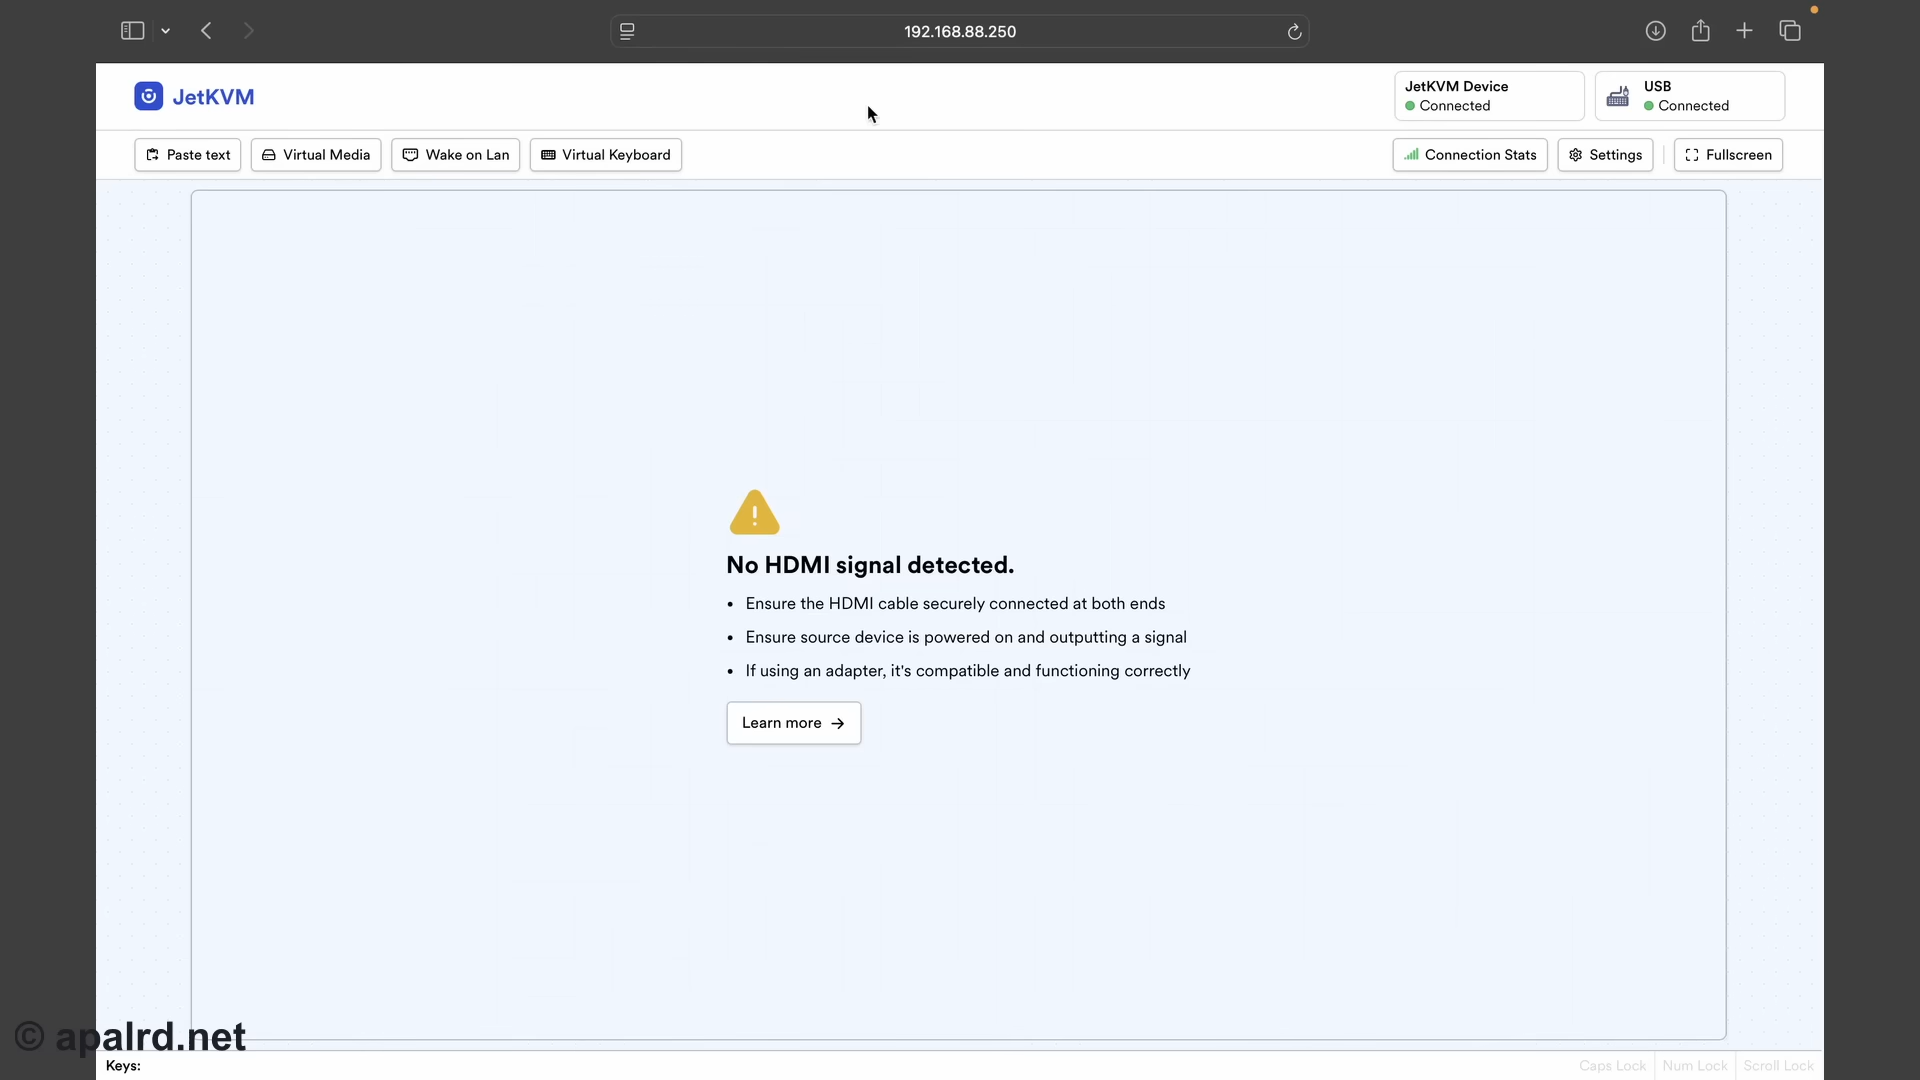 192.168.88.250
JetKVM
JetKVM Device
Connected
USB
Connected
Paste text
Virtual Media
Wake on Lan
Virtual Keyboard
Connection Stats
Settings
Fullscreen
No HDMI signal detected.
• Ensure the HDMI cable securely connected at both ends
• Ensure source device is powered on and outputting a signal
• If using an adapter, it's compatible and functioning correctly
Learn more →
© apalrd.net
Keys:
Caps Lock
Num Lock
Scroll Lock